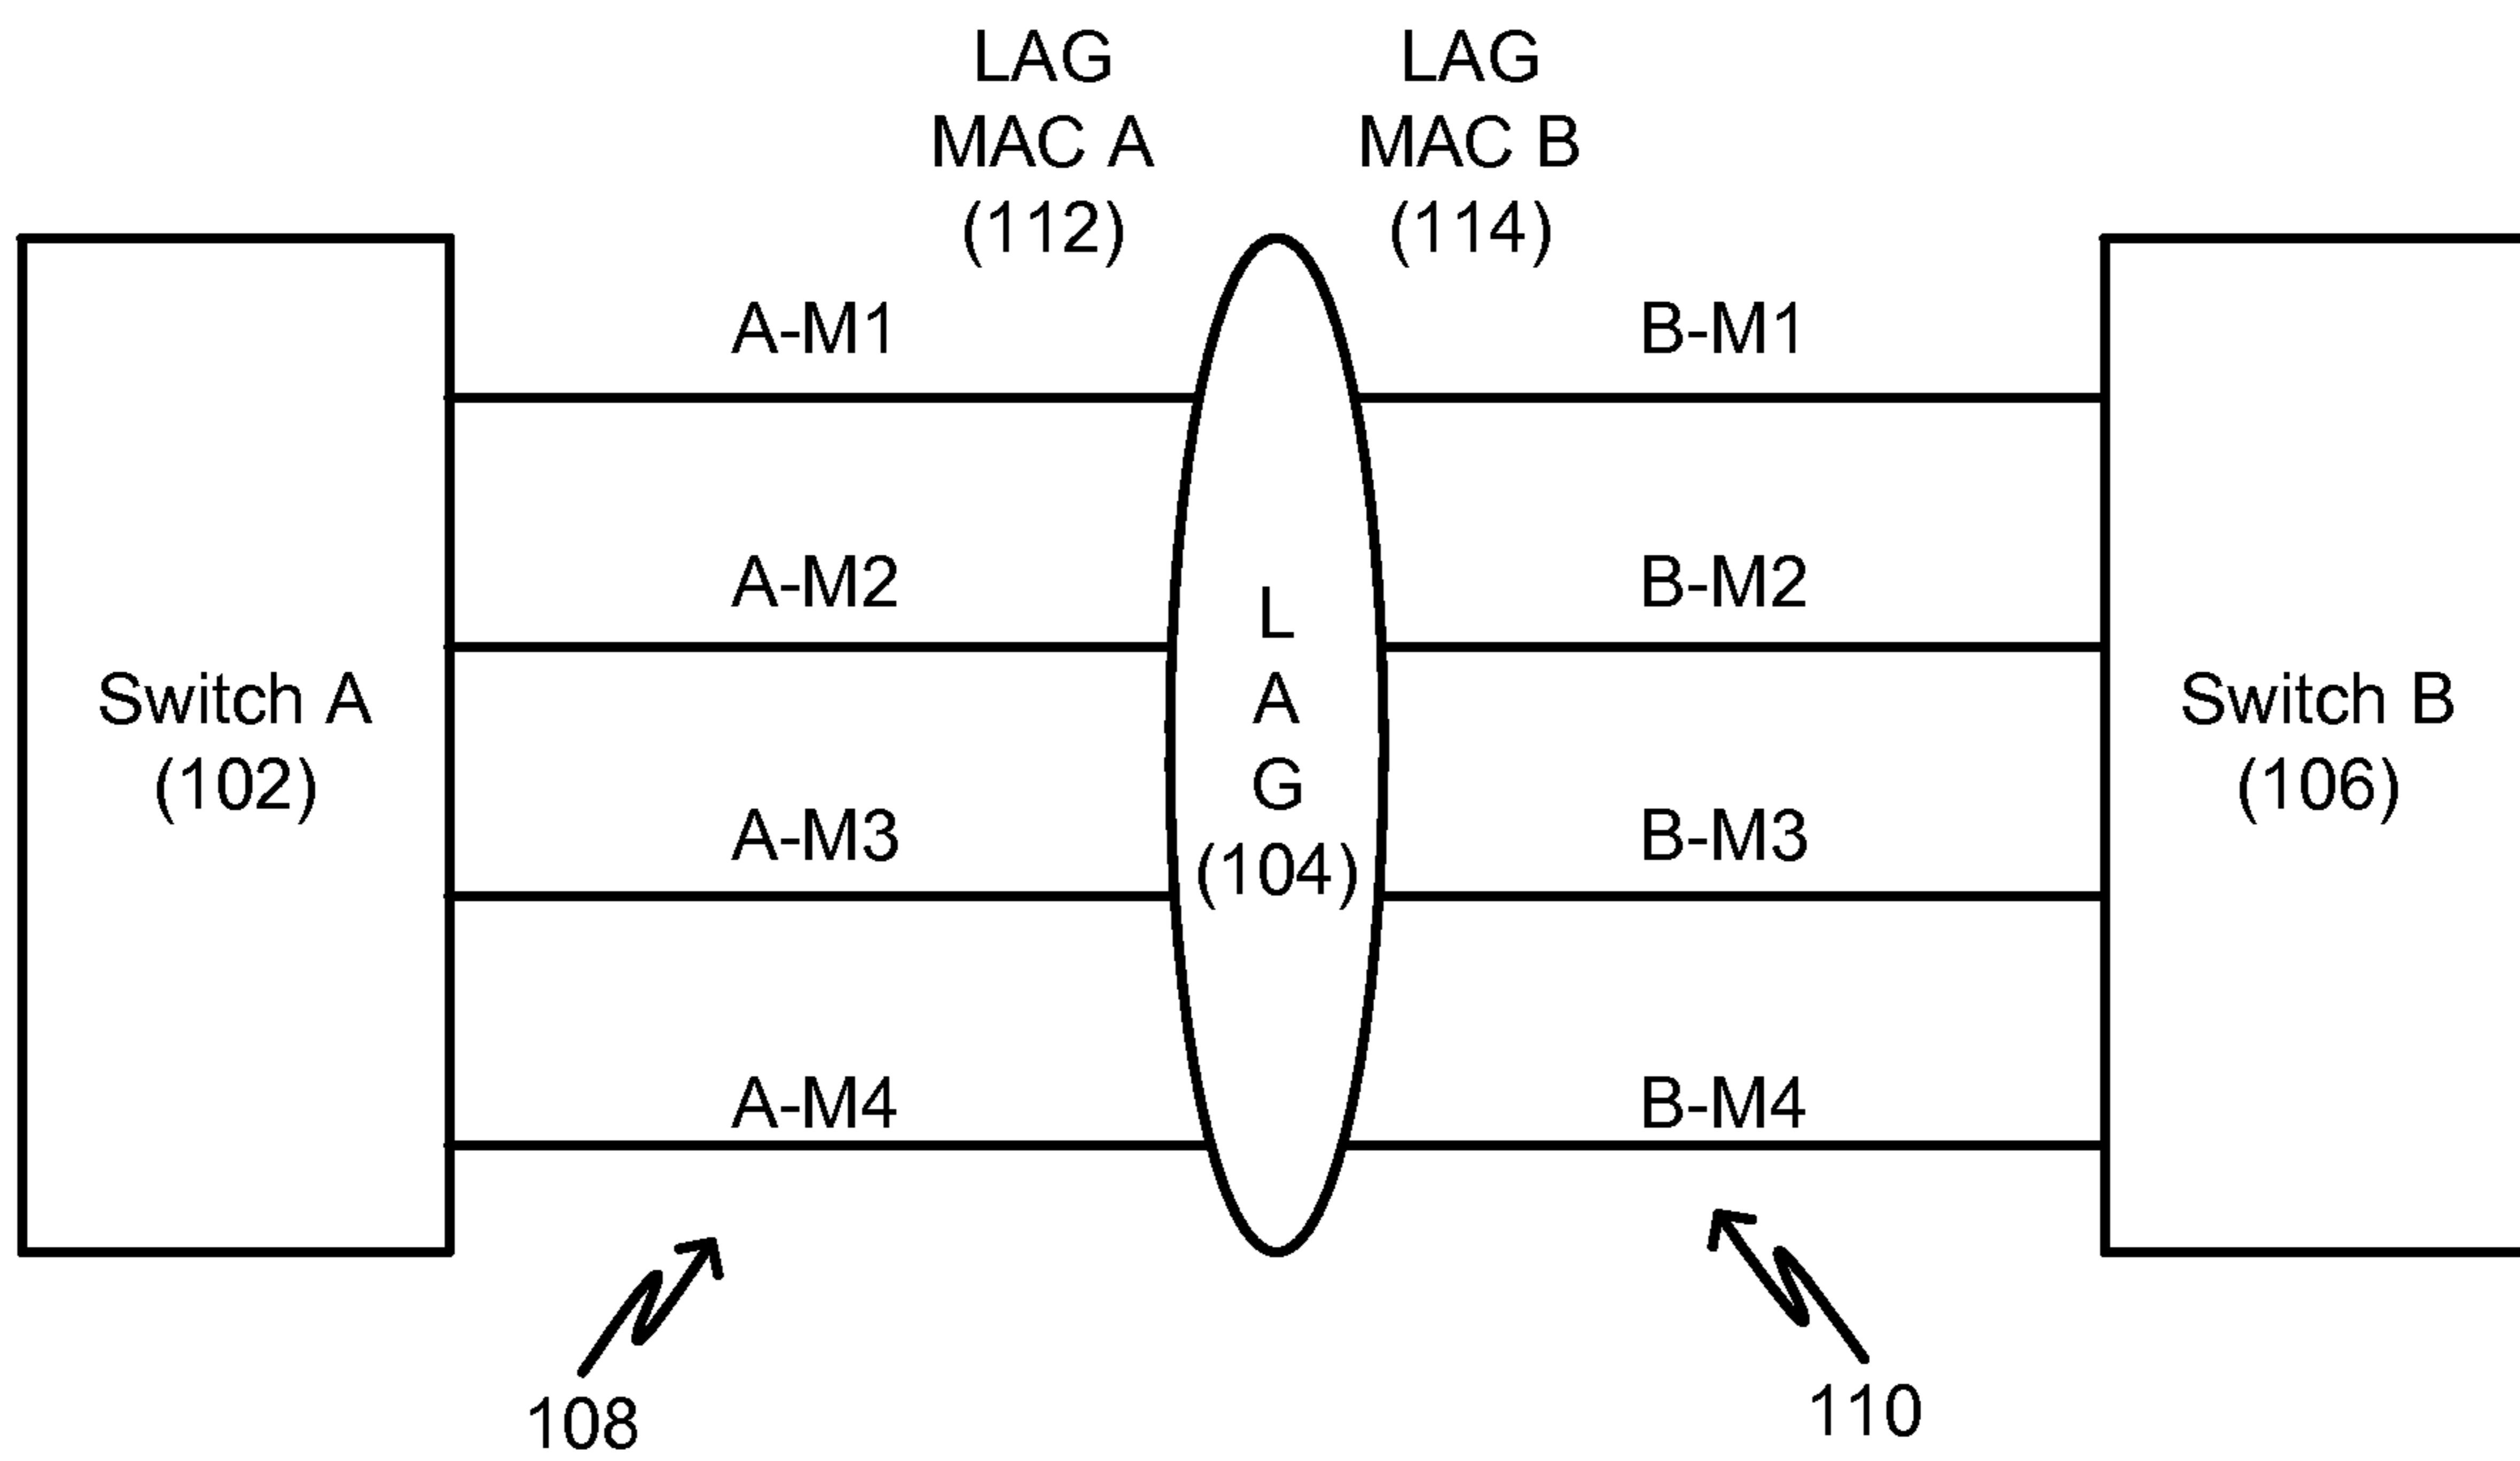 LAG
MAC A
(112)
LAG
MAC B
(114)
A-M1
B-M1
A-M2
B-M2
Switch A
(102)
L
A
G
(104)
Switch B
(106)
A-M3
B-M3
A-M4
B-M4
108
110